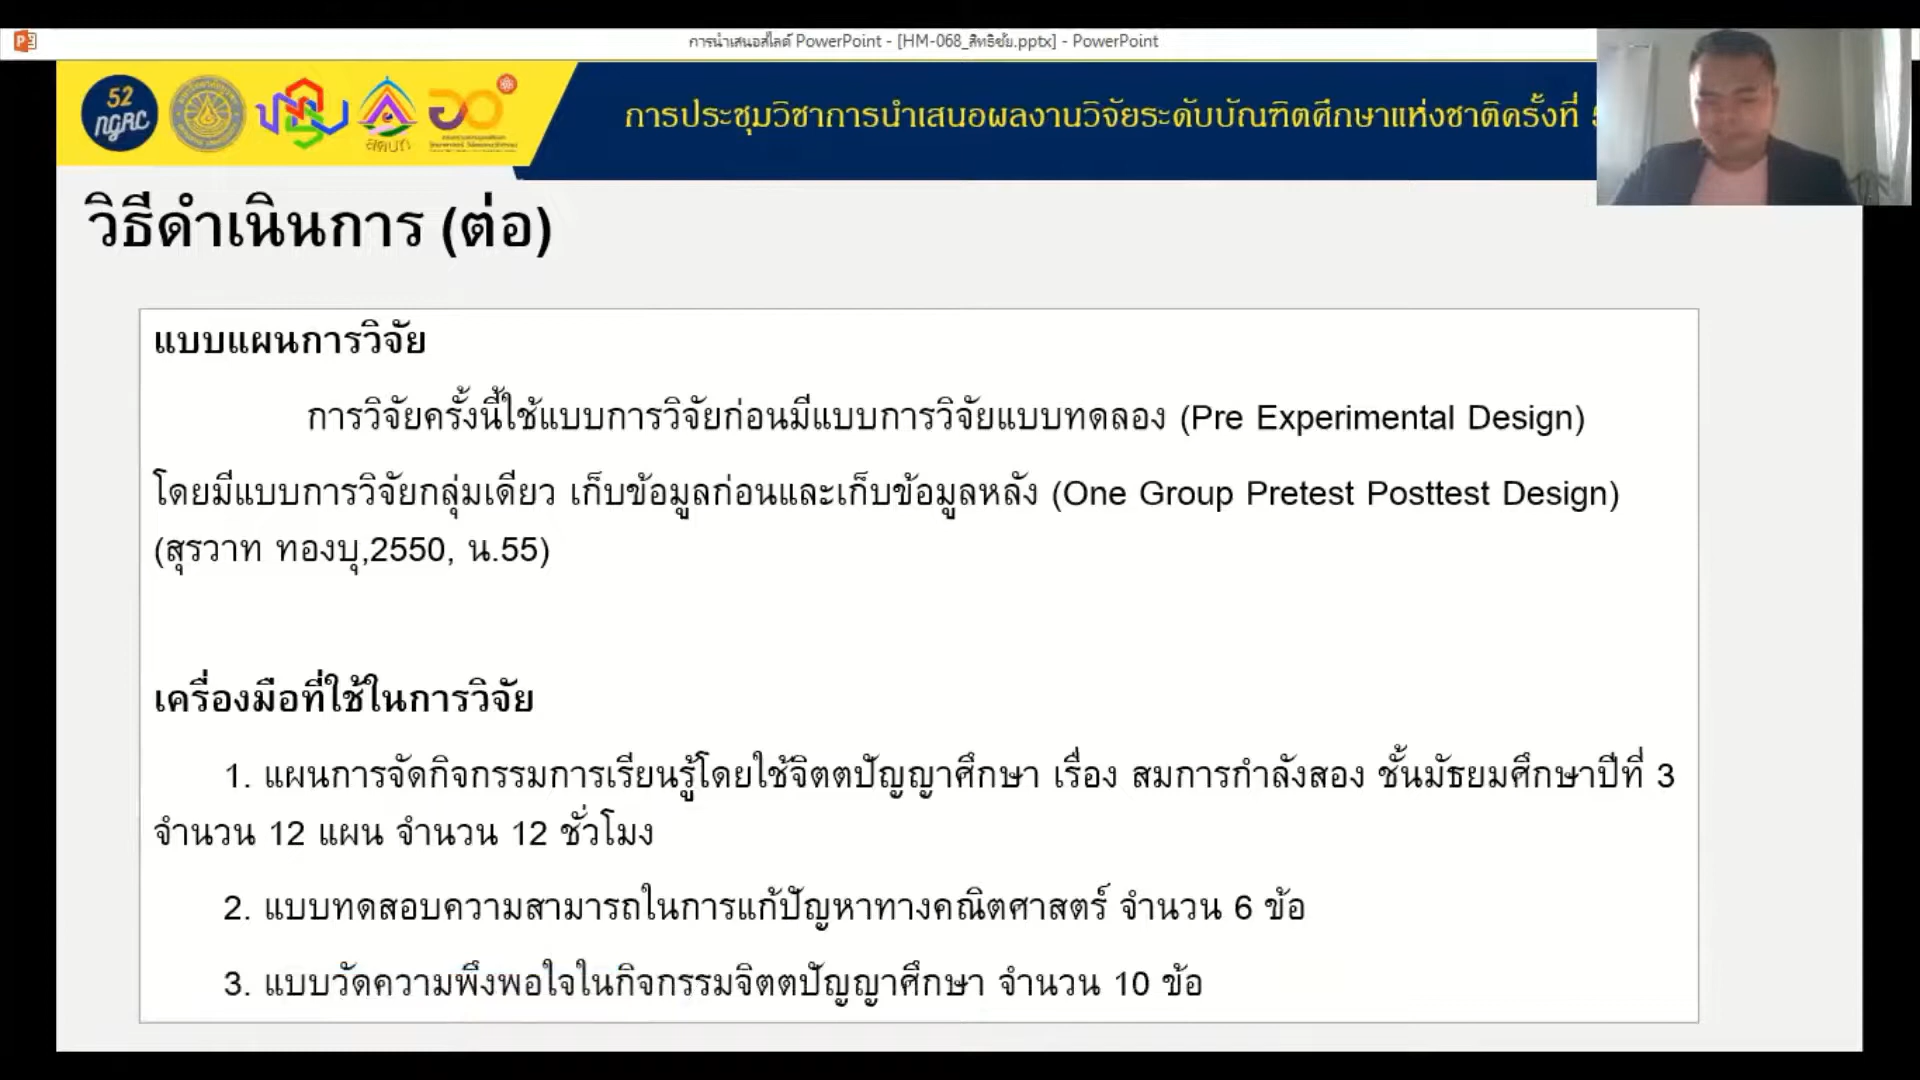 การนำเสนอสไลด์ PowerPoint - [HM-068_สิทธิชัย.pptx] - PowerPoint
52
NGRC
สคบท
การประชุมวิชาการนำเสนอผลงานวิจัยระดับบัณฑิตศึกษาแห่งชาติครั้งที่
วิธีดำเนินการ (ต่อ)
แบบแผนการวิจัย
การวิจัยครั้งนี้ใช้แบบการวิจัยก่อนมีแบบการวิจัยแบบทดลอง (Pre Experimental Design)
โดยมีแบบการวิจัยกลุ่มเดียว เก็บข้อมูลก่อนและเก็บข้อมูลหลัง (One Group Pretest Posttest Design)
(สุรวาท ทองบุ,2550, น.55)
เครื่องมือที่ใช้ในการวิจัย
1. แผนการจัดกิจกรรมการเรียนรู้โดยใช้จิตตปัญญาศึกษา เรื่อง สมการกำลังสอง ชั้นมัธยมศึกษาปีที่ 3
จำนวน 12 แผน จำนวน 12 ชั่วโมง
2. แบบทดสอบความสามารถในการแก้ปัญหาทางคณิตศาสตร์ จำนวน 6 ข้อ
3. แบบวัดความพึงพอใจในกิจกรรมจิตตปัญญาศึกษา จำนวน 10 ข้อ